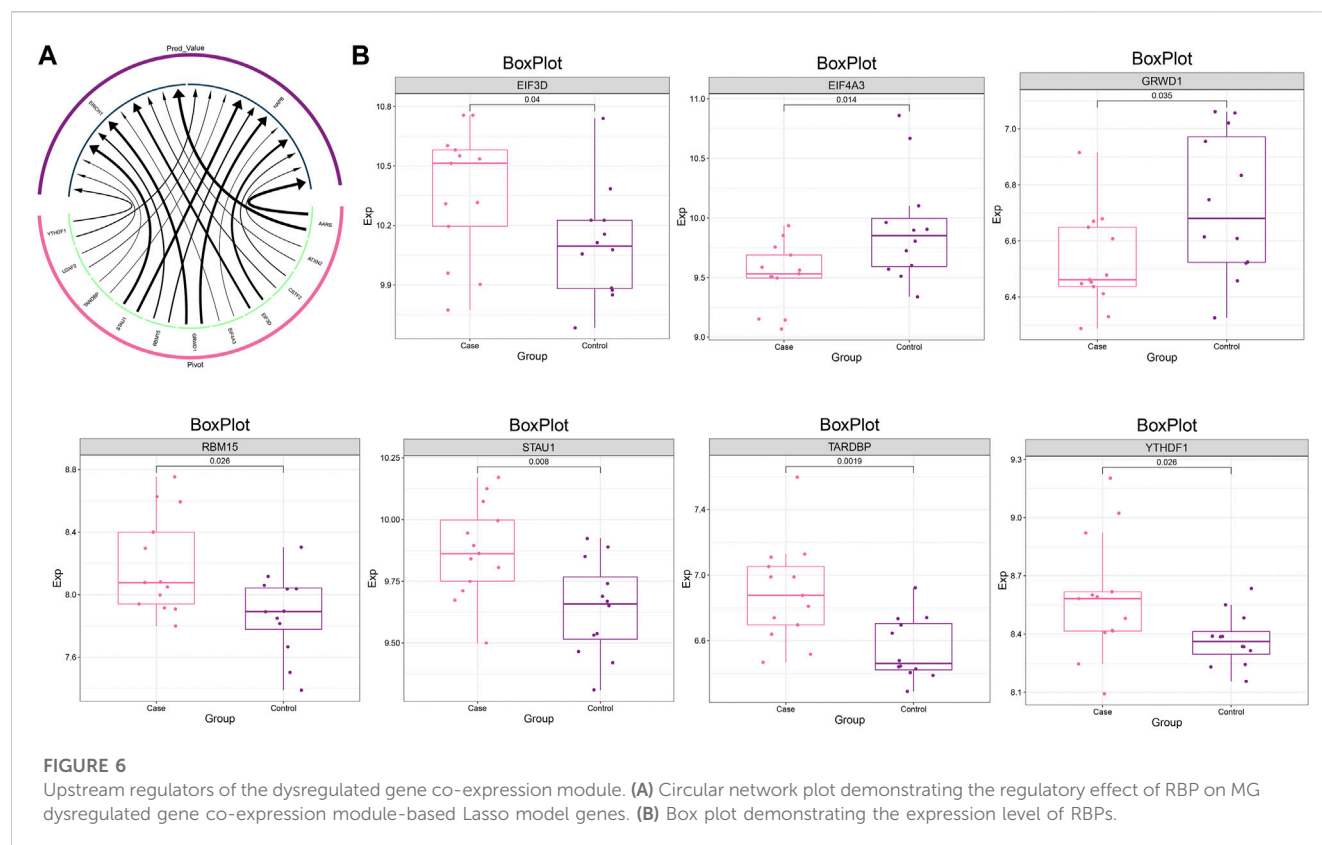 A
Pred_Value
ERICH1
NAPB
YTHDF1
U2AF2
TARDBP
STAU1
RBM15
GRWD1
EIF4A3
EIF3D
CSTF2
ATXN2
AARS
Pivot
B
BoxPlot
EIF3D
0.04
10.8
10.5
10.2
9.9
Exp
Case
Control
Group
BoxPlot
EIF4A3
0.014
11.0
10.5
10.0
9.5
9.0
Exp
Case
Control
Group
BoxPlot
GRWD1
0.035
7.0
6.8
6.6
6.4
Exp
Case
Control
Group
BoxPlot
RBM15
0.026
8.8
8.4
8.0
7.6
Exp
Case
Control
Group
BoxPlot
STAU1
0.008
10.25
10.00
9.75
9.50
Exp
Case
Control
Group
BoxPlot
TARDBP
0.0019
7.4
7.0
6.6
Exp
Case
Control
Group
BoxPlot
YTHDF1
0.026
9.3
9.0
8.7
8.4
8.1
Exp
Case
Control
Group
FIGURE 6
Upstream regulators of the dysregulated gene co-expression module. (A) Circular network plot demonstrating the regulatory effect of RBP on MG
dysregulated gene co-expression module-based Lasso model genes. (B) Box plot demonstrating the expression level of RBPs.